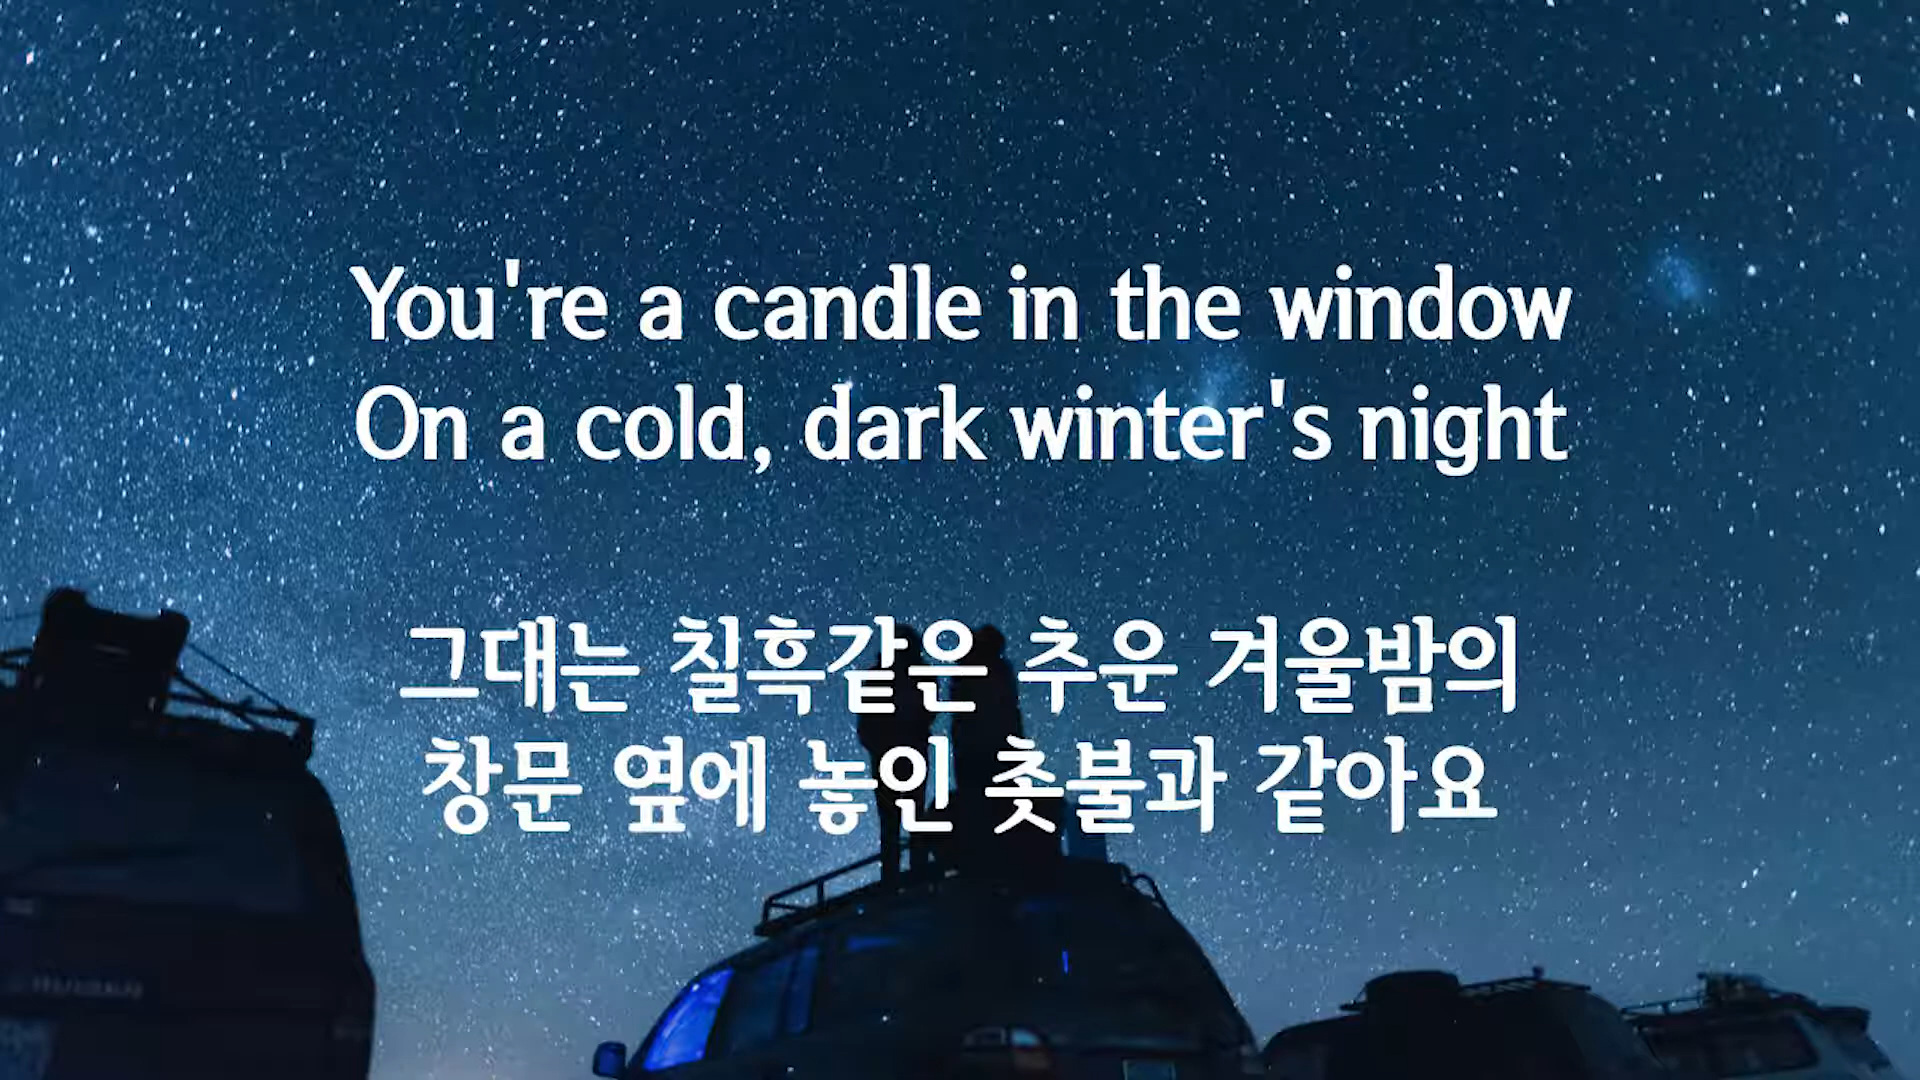 You're a candle in the window
On a cold, dark winter's night
그대는 칠흑같은 추운 겨울밤의
창문 옆에 놓인 촛불과 같아요